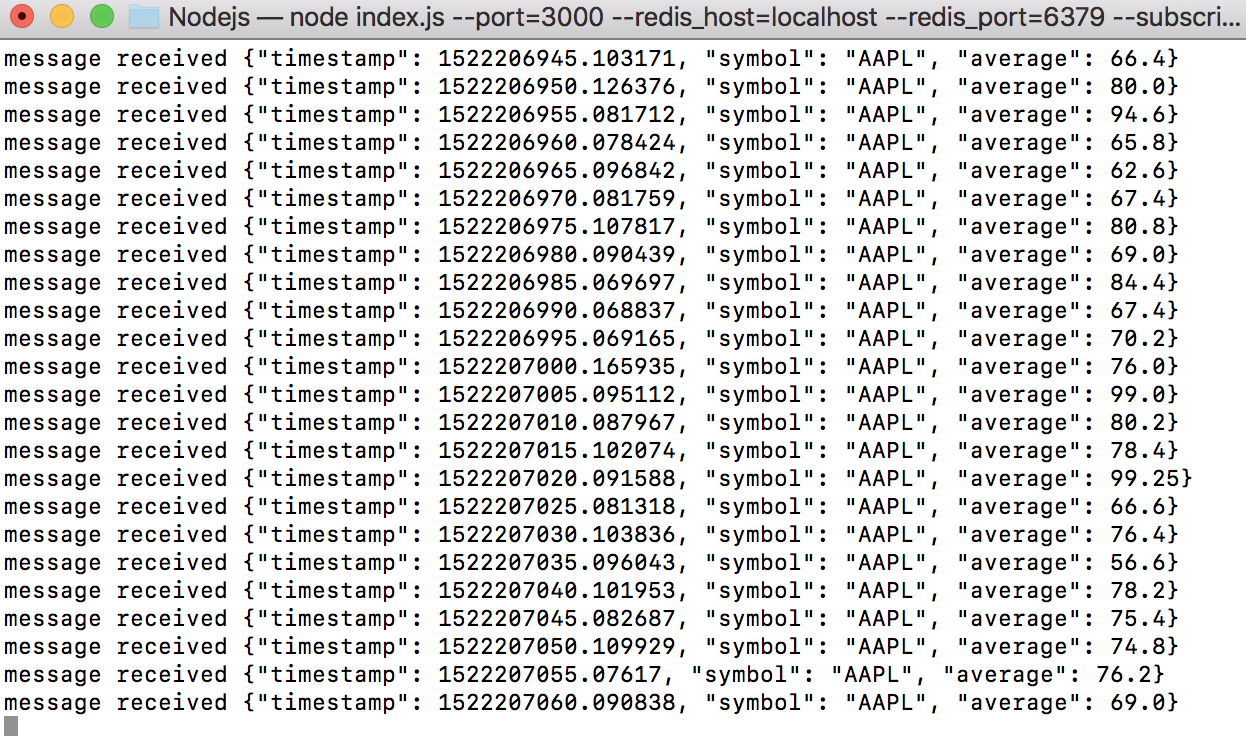 Nodejs — node index.js --port=3000 --redis_host=localhost --redis_port=6379 --subscri...
message received {"timestamp": 1522206945.103171, "symbol": "AAPL", "average": 66.4}
message received {"timestamp": 1522206950.126376, "symbol": "AAPL", "average": 80.0}
message received {"timestamp": 1522206955.081712, "symbol": "AAPL", "average": 94.6}
message received {"timestamp": 1522206960.078424, "symbol": "AAPL", "average": 65.8}
message received {"timestamp": 1522206965.096842, "symbol": "AAPL", "average": 62.6}
message received {"timestamp": 1522206970.081759, "symbol": "AAPL", "average": 67.4}
message received {"timestamp": 1522206975.107817, "symbol": "AAPL", "average": 80.8}
message received {"timestamp": 1522206980.090439, "symbol": "AAPL", "average": 69.0}
message received {"timestamp": 1522206985.069697, "symbol": "AAPL", "average": 84.4}
message received {"timestamp": 1522206990.068837, "symbol": "AAPL", "average": 67.4}
message received {"timestamp": 1522206995.069165, "symbol": "AAPL", "average": 70.2}
message received {"timestamp": 1522207000.165935, "symbol": "AAPL", "average": 76.0}
message received {"timestamp": 1522207005.095112, "symbol": "AAPL", "average": 99.0}
message received {"timestamp": 1522207010.087967, "symbol": "AAPL", "average": 80.2}
message received {"timestamp": 1522207015.102074, "symbol": "AAPL", "average": 78.4}
message received {"timestamp": 1522207020.091588, "symbol": "AAPL", "average": 99.25}
message received {"timestamp": 1522207025.081318, "symbol": "AAPL", "average": 66.6}
message received {"timestamp": 1522207030.103836, "symbol": "AAPL", "average": 76.4}
message received {"timestamp": 1522207035.096043, "symbol": "AAPL", "average": 56.6}
message received {"timestamp": 1522207040.101953, "symbol": "AAPL", "average": 78.2}
message received {"timestamp": 1522207045.082687, "symbol": "AAPL", "average": 75.4}
message received {"timestamp": 1522207050.109929, "symbol": "AAPL", "average": 74.8}
message received {"timestamp": 1522207055.07617, "symbol": "AAPL", "average": 76.2}
message received {"timestamp": 1522207060.090838, "symbol": "AAPL", "average": 69.0}